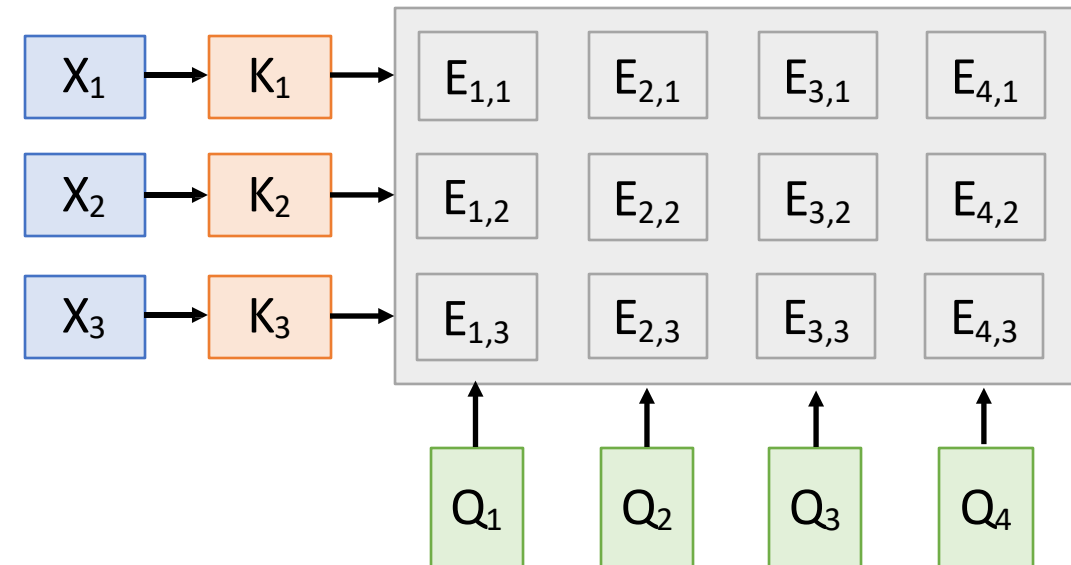 X₁ K₁ E₁,₁ E₂,₁ E₃,₁ E₄,₁
X₂ K₂ E₁,₂ E₂,₂ E₃,₂ E₄,₂
X₃ K₃ E₁,₃ E₂,₃ E₃,₃ E₄,₃
Q₁ Q₂ Q₃ Q₄